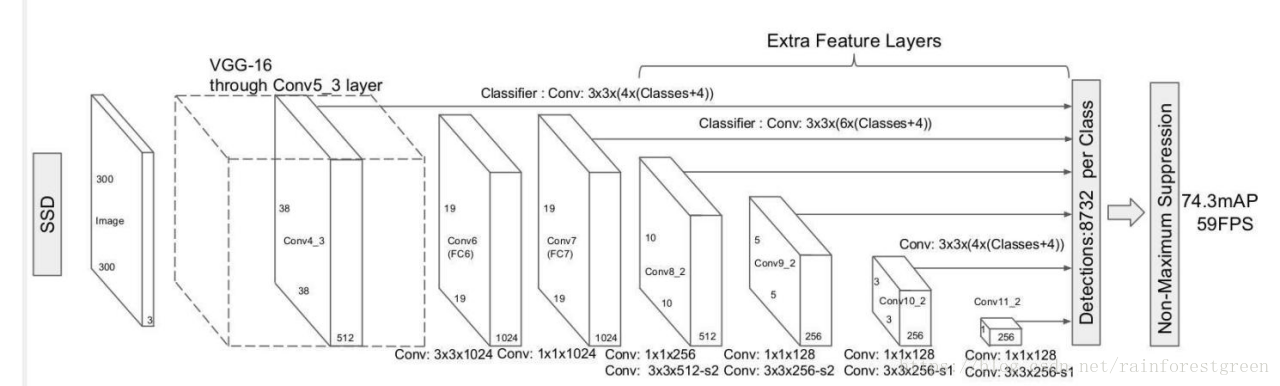 Extra Feature Layers
VGG-16
through Conv5_3 layer
Classifier : Conv: 3x3x(4x(Classes+4))
Classifier : Conv: 3x3x(6x(Classes+4))
SSD
300
Image
300
3
38
Conv4_3
38
512
19
Conv6
(FC6)
19
1024
19
Conv7
(FC7)
19
1024
10
Conv8_2
10
512
5
Conv9_2
5
256
Conv: 3x3x(4x(Classes+4))
3
Conv10_2
3
256
Conv11_2
1
256
Detections:8732 per Class
Non-Maximum Suppression
74.3mAP
59FPS
Conv: 3x3x1024
Conv: 1x1x1024
Conv: 1x1x256
Conv: 3x3x512-s2
Conv: 1x1x128
Conv: 3x3x256-s2
Conv: 1x1x128
Conv: 3x3x256-s1
Conv: 1x1x128
Conv: 3x3x256-s1
net/rainforestgreen